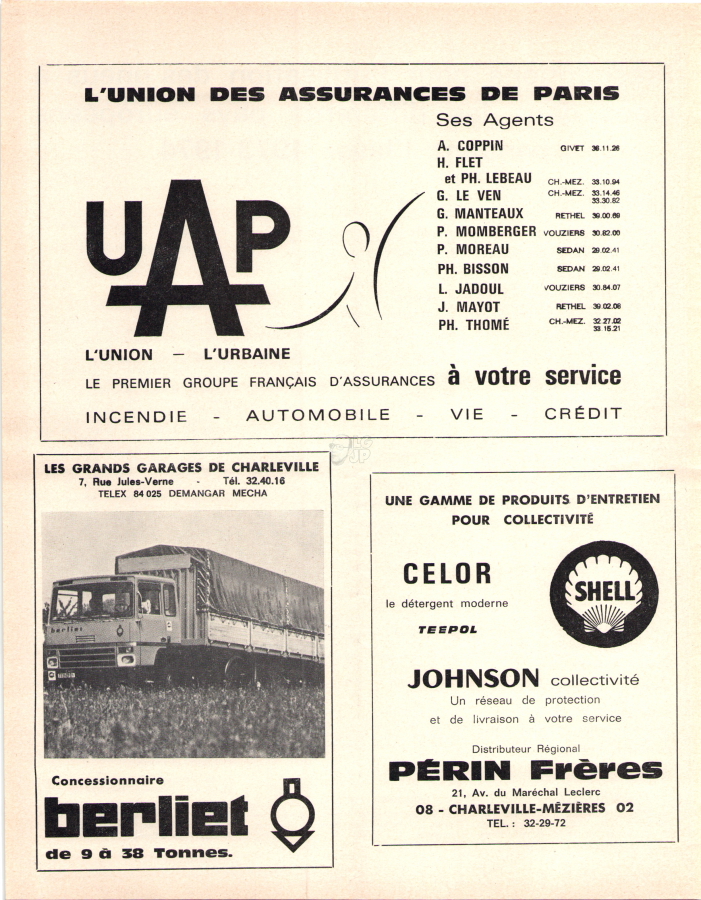 L'UNION DES ASSURANCES DE PARIS
Ses Agents
A. COPPIN GIVET 36.11.26
H. FLET
et PH. LEBEAU CH.-MEZ. 33.10.94
G. LE VEN CH.-MEZ. 33.14.46
33.30.82
G. MANTEAUX RETHEL 39.00.69
P. MOMBERGER VOUZIERS 30.82.00
P. MOREAU SEDAN 29.02.41
PH. BISSON SEDAN 29.02.41
L. JADOUL VOUZIERS 30.84.07
J. MAYOT RETHEL 39.02.08
PH. THOMÉ CH.-MEZ. 32.27.02
33 15.21
UAP
L'UNION — L'URBAINE
LE PREMIER GROUPE FRANÇAIS D'ASSURANCES à votre service
INCENDIE - AUTOMOBILE - VIE - CRÉDIT
LES GRANDS GARAGES DE CHARLEVILLE
7, Rue Jules-Verne - Tél. 32.40.16
TELEX 84 025 DEMANGAR MECHA
berliet
Concessionnaire
berliet
de 9 à 38 Tonnes.
UNE GAMME DE PRODUITS D'ENTRETIEN
POUR COLLECTIVITÉ
CELOR
le détergent moderne
TEEPOL
SHELL
JOHNSON collectivité
Un réseau de protection
et de livraison à votre service
Distributeur Régional
PÉRIN Frères
21, Av. du Maréchal Leclerc
08 - CHARLEVILLE-MÉZIÈRES 02
TEL. : 32-29-72